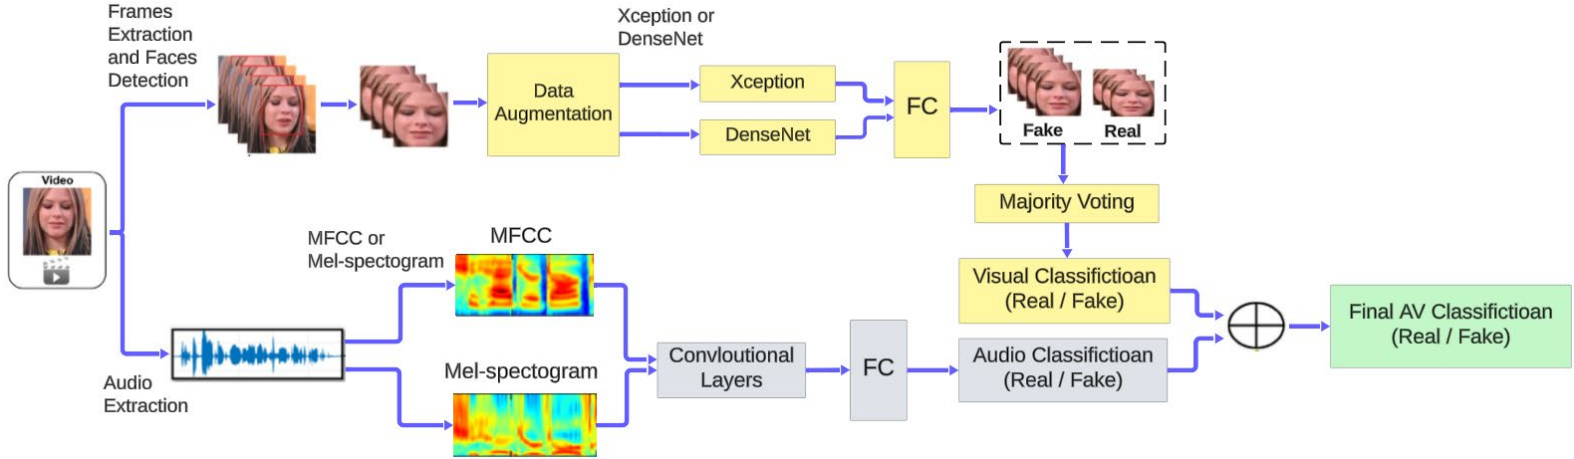 Frames
Extraction
and Faces
Detection
Xception or
DenseNet
Data
Augmentation
Xception
DenseNet
FC
Fake
Real
Majority Voting
Video
MFCC or
Mel-spectogram
MFCC
Mel-spectogram
Audio
Extraction
Convloutional
Layers
FC
Visual Classifictioan
(Real / Fake)
Audio Classifictioan
(Real / Fake)
Final AV Classifictioan
(Real / Fake)